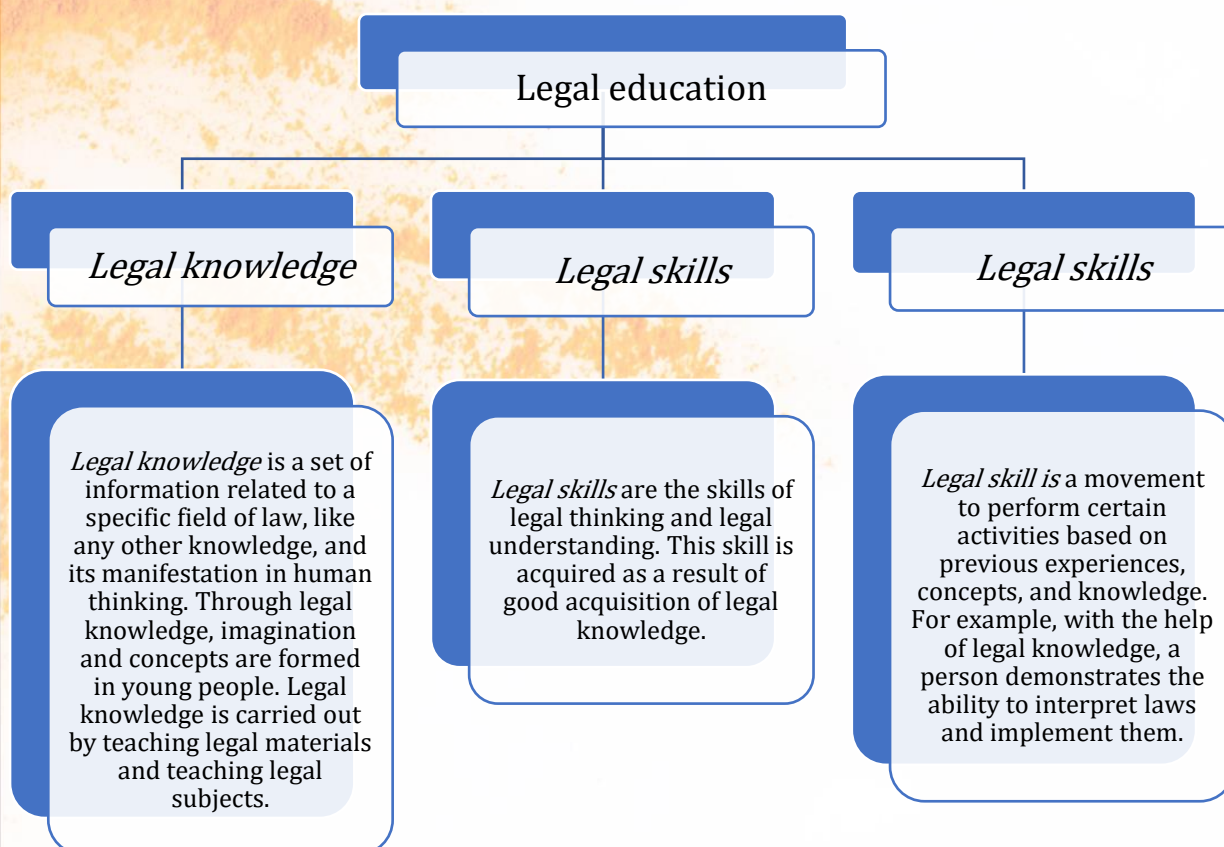 Legal education
Legal knowledge
Legal skills
Legal skills
Legal knowledge is a set of
information related to a
specific field of law, like
any other knowledge, and
its manifestation in human
thinking. Through legal
knowledge, imagination
and concepts are formed
in young people. Legal
knowledge is carried out
by teaching legal materials
and teaching legal
subjects.
Legal skills are the skills of
legal thinking and legal
understanding. This skill is
acquired as a result of
good acquisition of legal
knowledge.
Legal skill is a movement
to perform certain
activities based on
previous experiences,
concepts, and knowledge.
For example, with the help
of legal knowledge, a
person demonstrates the
ability to interpret laws
and implement them.